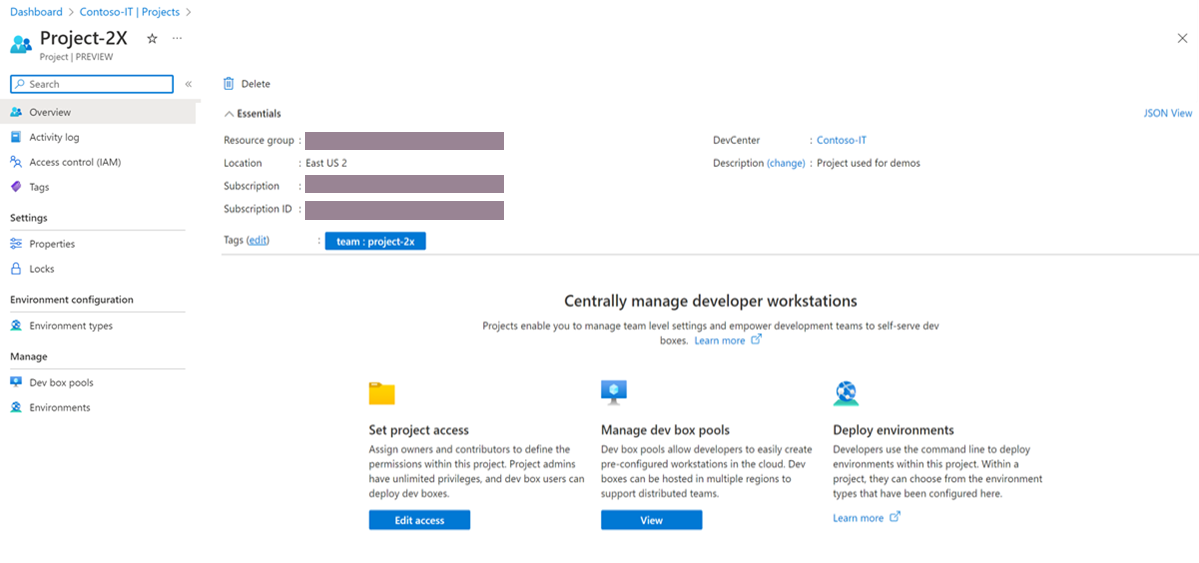 Dashboard > Contoso-IT | Projects >
Project-2X ☆ ...
Project | PREVIEW
Search «
Overview
Activity log
Access control (IAM)
Tags
Settings
Properties
Locks
Environment configuration
Environment types
Manage
Dev box pools
Environments
Delete
Essentials
JSON View
Resource group :
Location : East US 2
Subscription :
Subscription ID :
DevCenter : Contoso-IT
Description (change) : Project used for demos
Tags (edit) : team : project-2x
Centrally manage developer workstations
Projects enable you to manage team level settings and empower development teams to self-serve dev
boxes. Learn more
Set project access
Assign owners and contributors to define the
permissions within this project. Project admins
have unlimited privileges, and dev box users can
deploy dev boxes.
Edit access
Manage dev box pools
Dev box pools allow developers to easily create
pre-configured workstations in the cloud. Dev
boxes can be hosted in multiple regions to
support distributed teams.
View
Deploy environments
Developers use the command line to deploy
environments within this project. Within a
project, they can choose from the environment
types that have been configured here.
Learn more